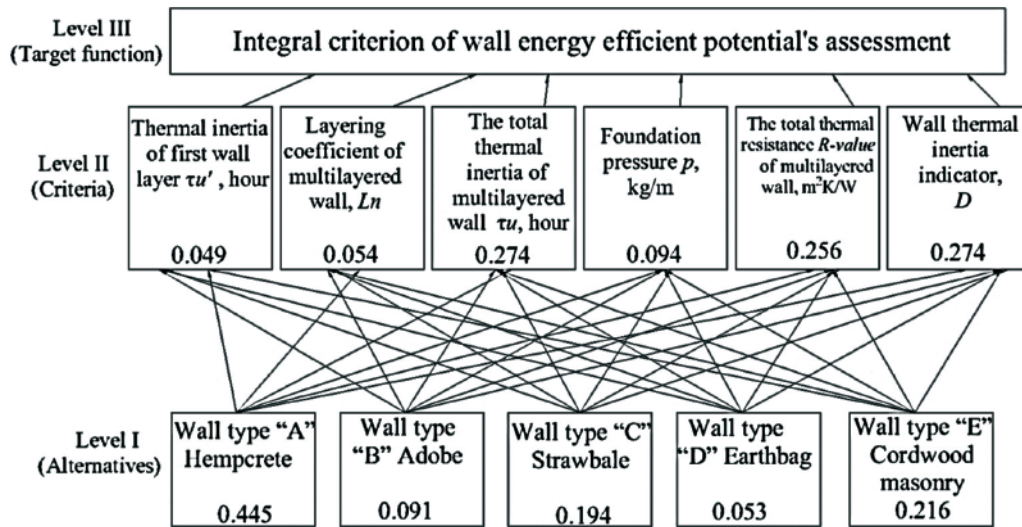 Level III
(Target function)
Integral criterion of wall energy efficient potential's assessment
Level II
(Criteria)
Thermal inertia
of first wall
layer τu′ , hour
0.049
Layering
coefficient of
multilayered
wall, Ln
0.054
The total
thermal
inertia of
multilayered
wall τu, hour
0.274
Foundation
pressure p,
kg/m
0.094
The total thermal
resistance R-value
of multilayered
wall, m²K/W
0.256
Wall thermal
inertia
indicator,
D
0.274
Level I
(Alternatives)
Wall type “A”
Hempcrete
0.445
Wall type
“B” Adobe
0.091
Wall type “C”
Strawbale
0.194
Wall type
“D” Earthbag
0.053
Wall type “E”
Cordwood
masonry
0.216